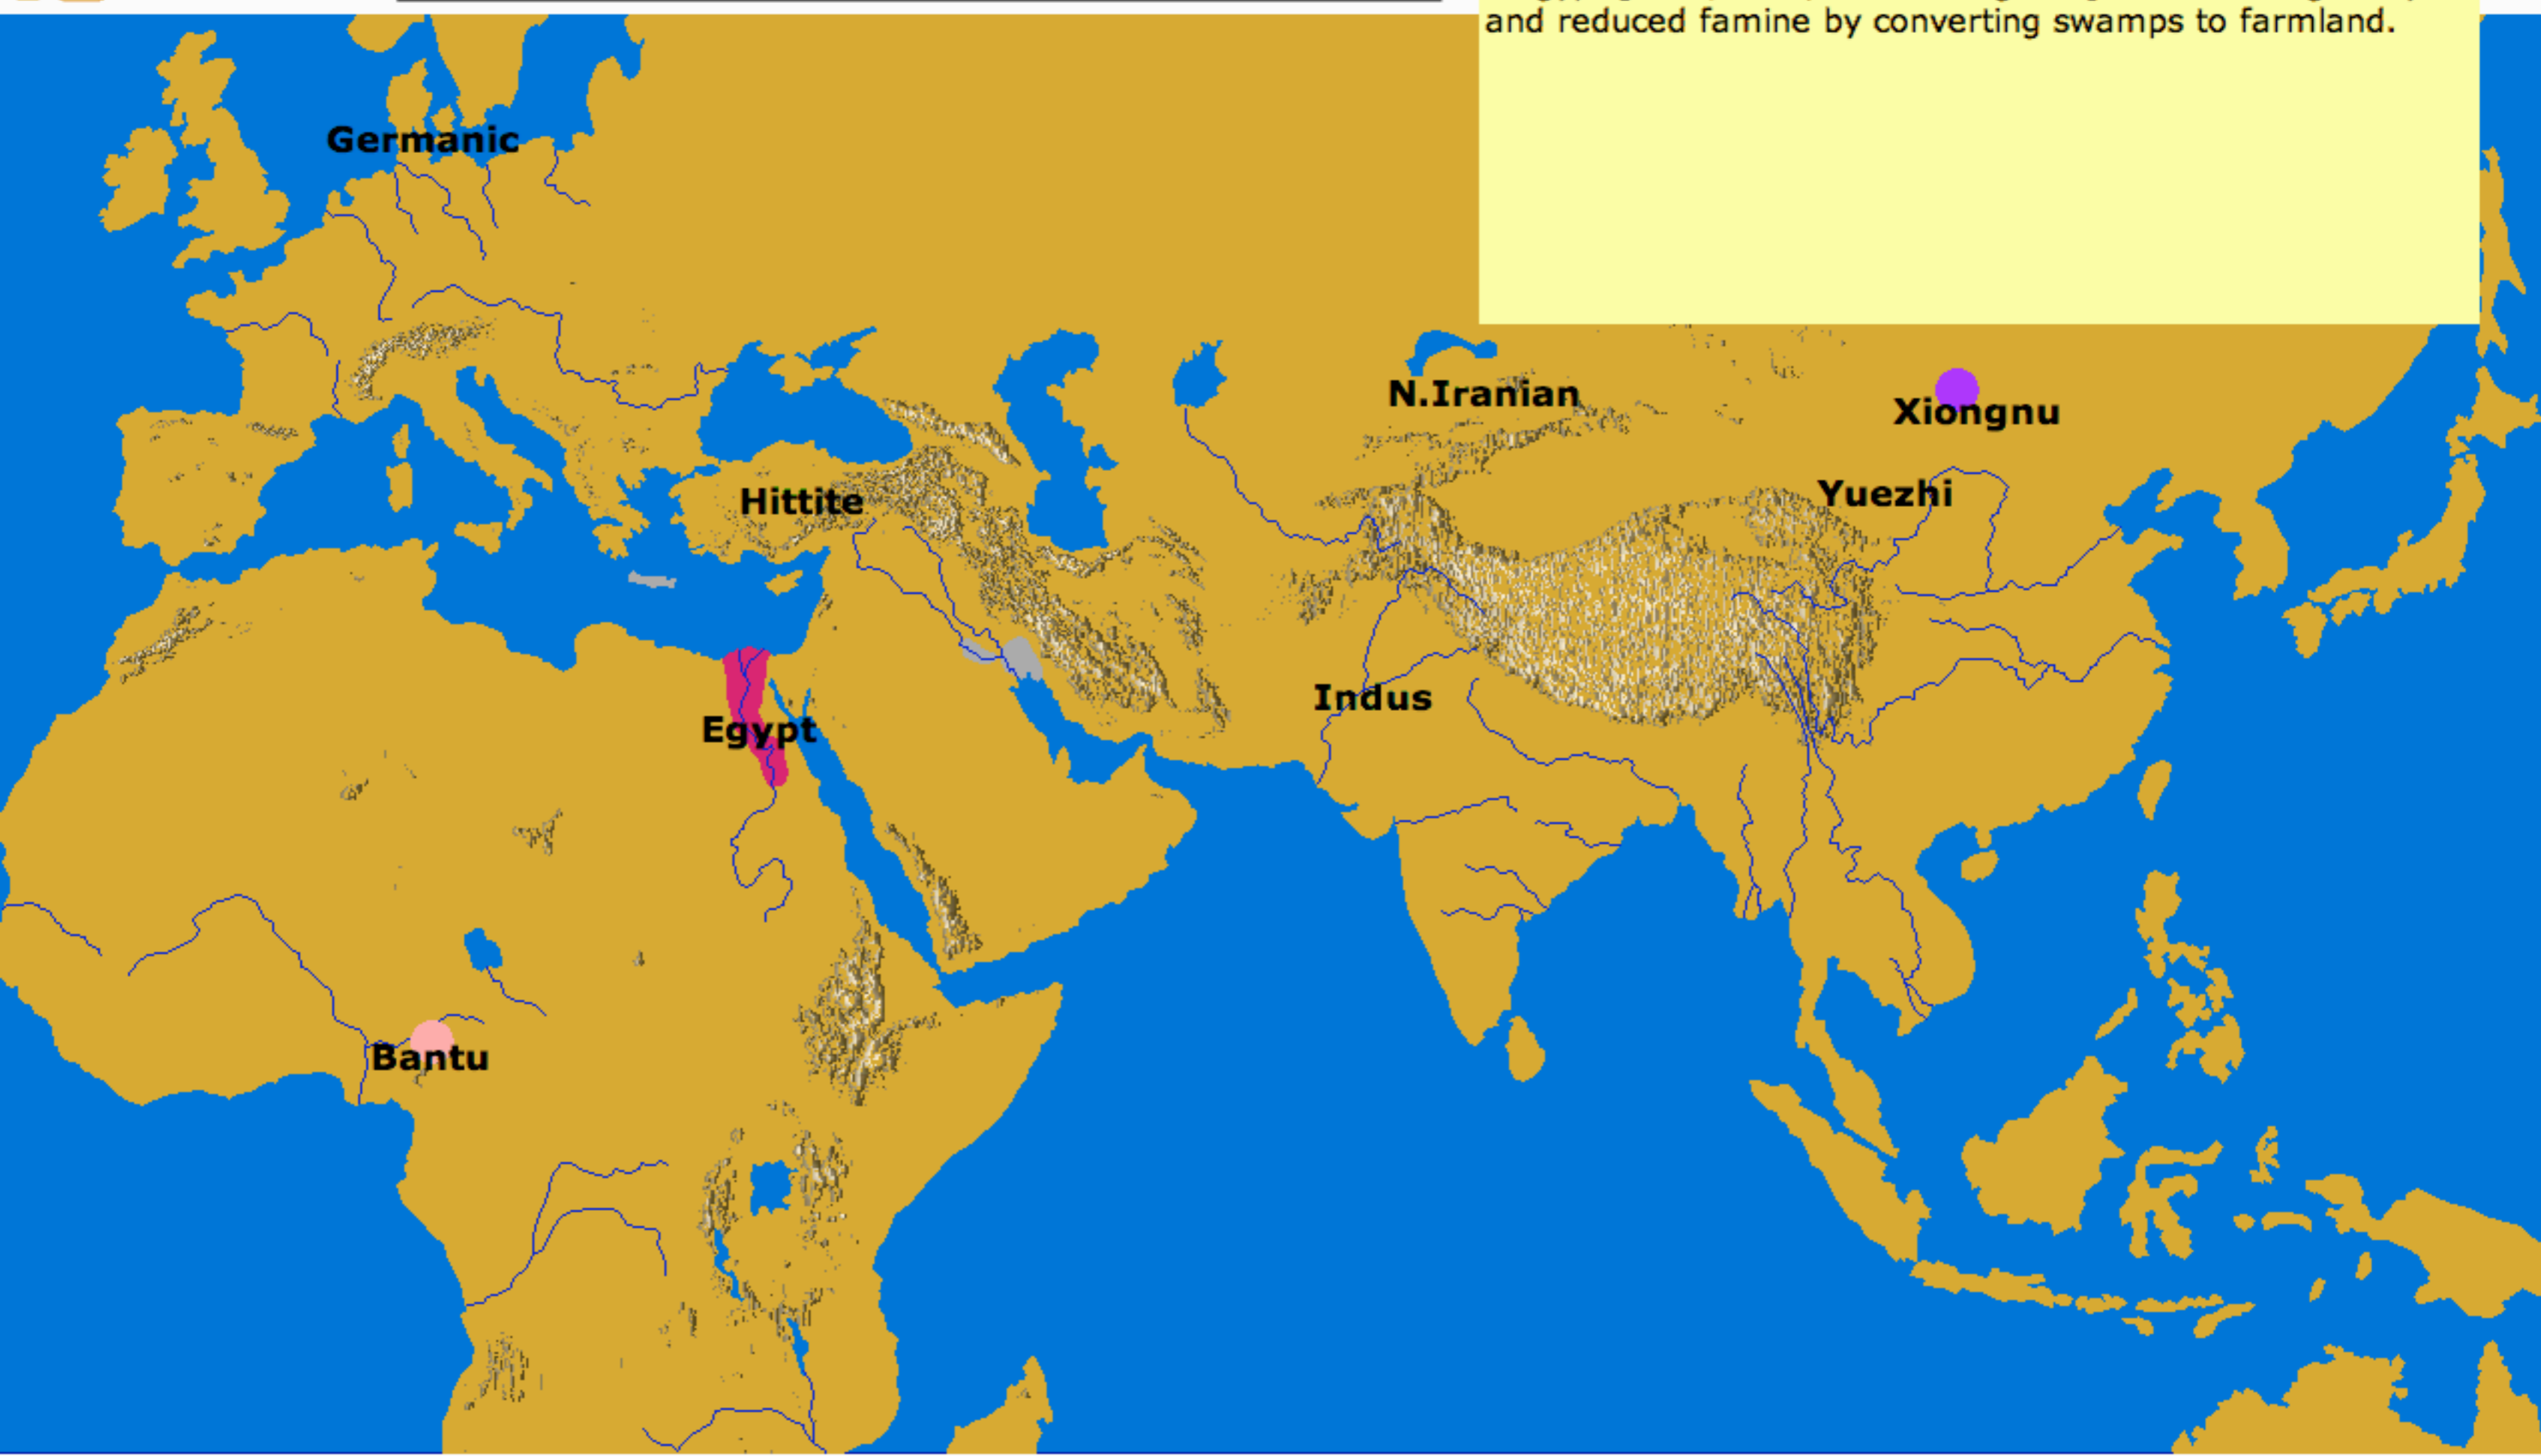 and reduced famine by converting swamps to farmland.
Germanic
N.Iranian
Xiongnu
Yuezhi
Hittite
Indus
Egypt
Bantu